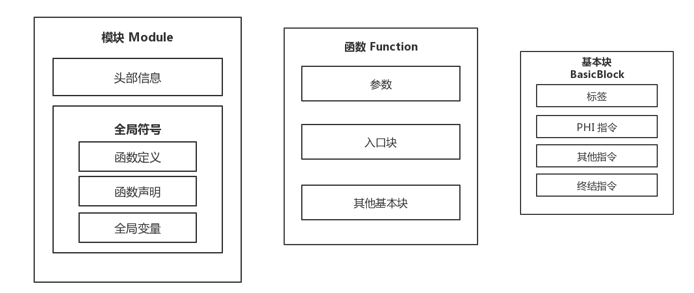 模块 Module
头部信息
全局符号
函数定义
函数声明
全局变量
函数 Function
参数
入口块
其他基本块
基本块
BasicBlock
标签
PHI 指令
其他指令
终结指令